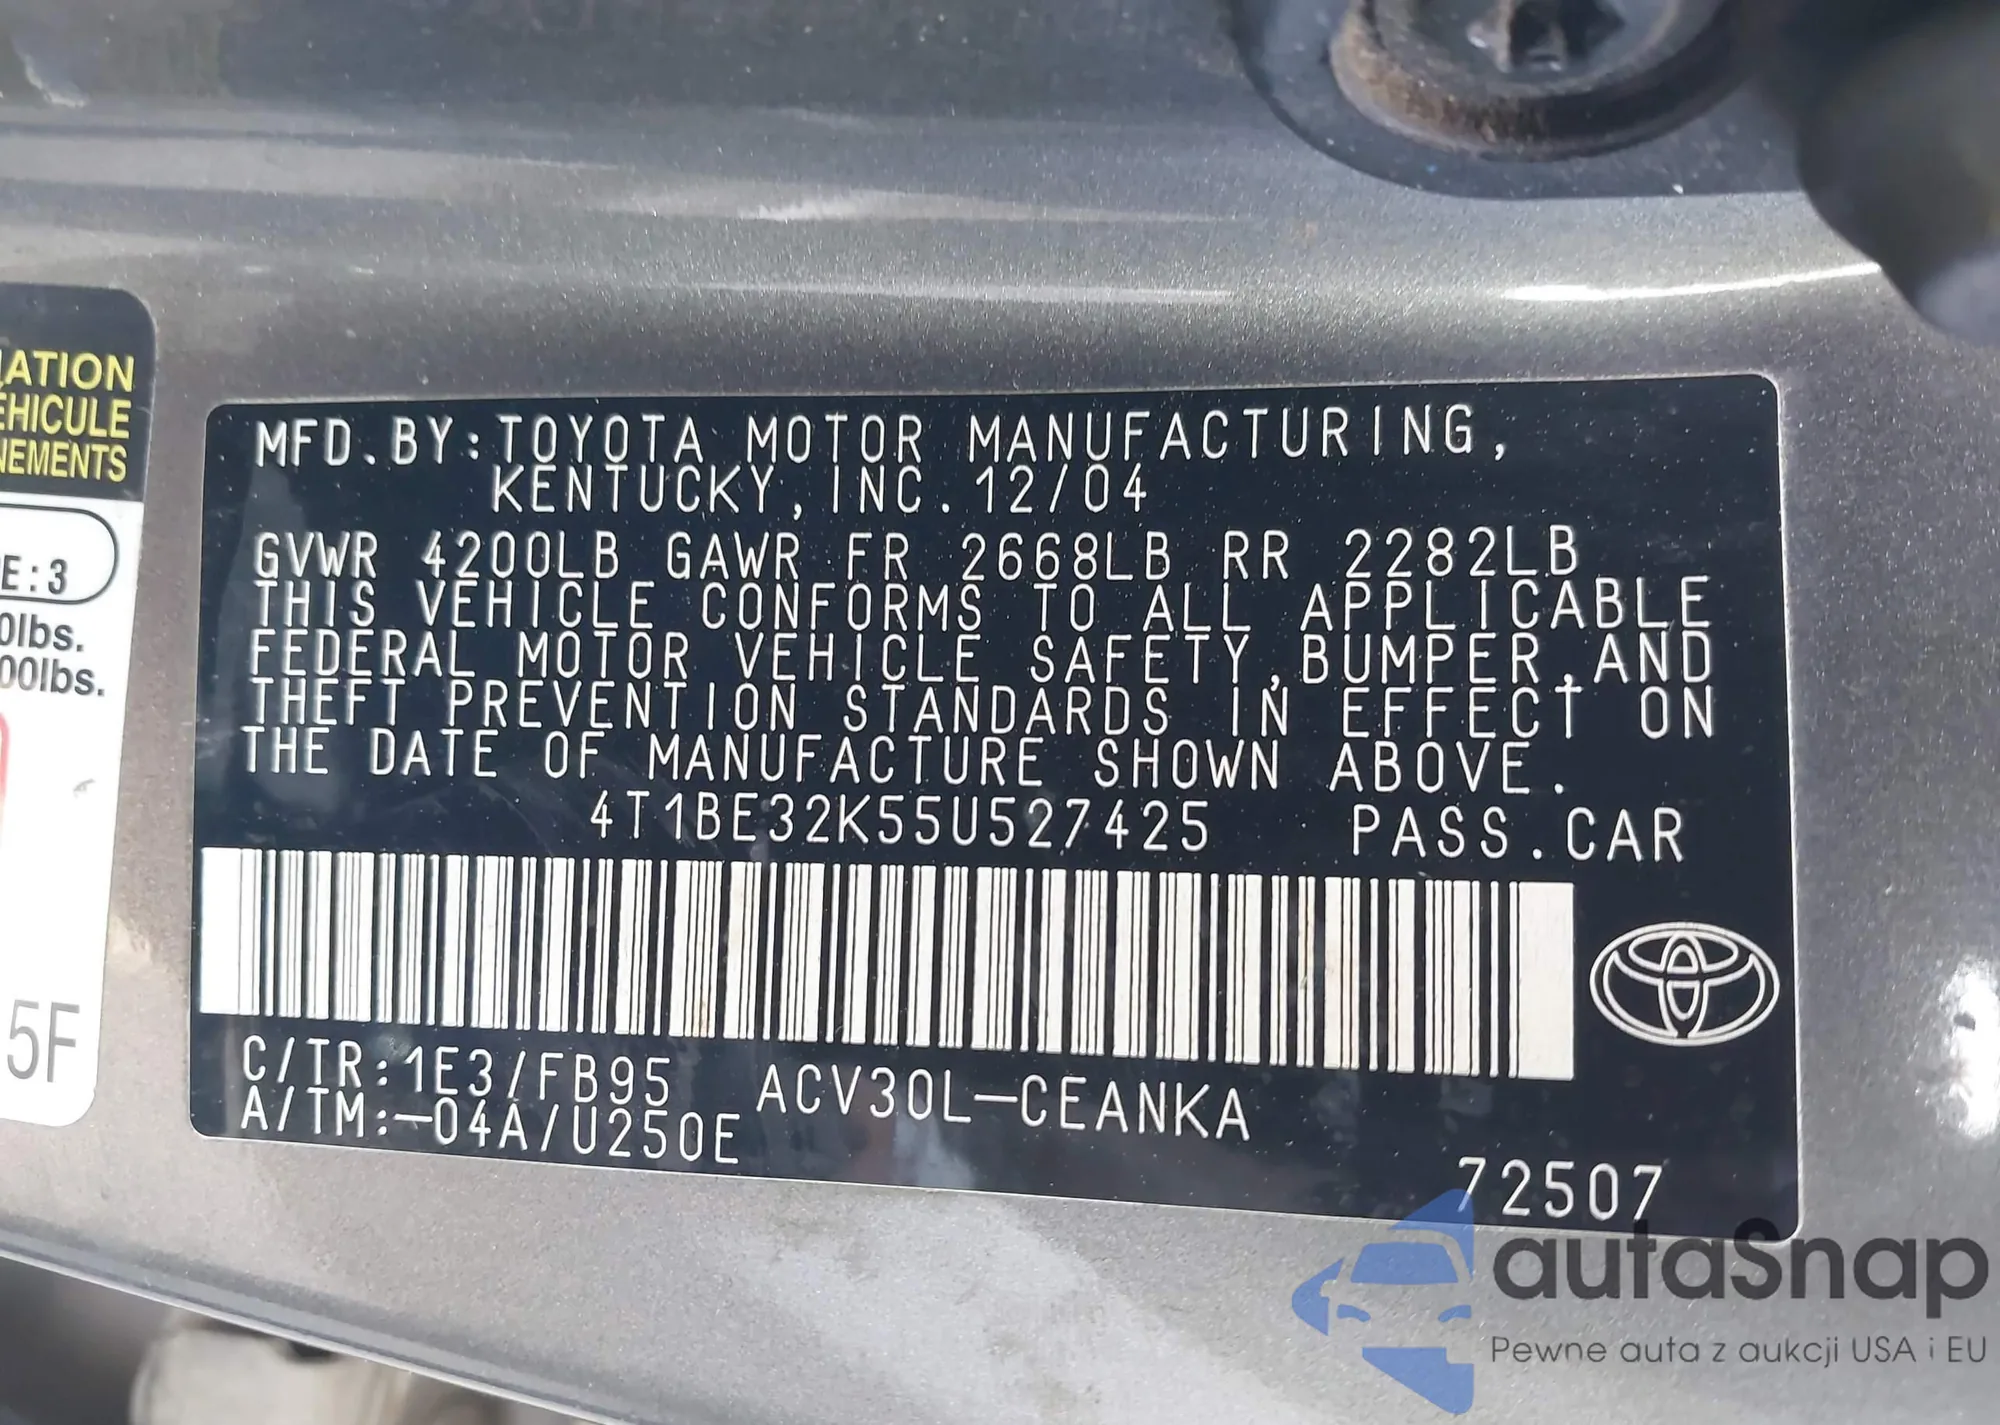 IATION
ÉHICULE
NEMENTS
E:3
0lbs.
00lbs.
5F
MFD.BY:TOYOTA MOTOR MANUFACTURING,
KENTUCKY,INC.12/04
GVWR 4200LB GAWR FR 2668LB RR 2282LB
THIS VEHICLE CONFORMS TO ALL APPLICABLE
FEDERAL MOTOR VEHICLE SAFETY,BUMPER,AND
THEFT PREVENTION STANDARDS IN EFFECT ON
THE DATE OF MANUFACTURE SHOWN ABOVE.
4T1BE32K55U527425 PASS.CAR
C/TR:1E3/FB95 ACV30L-CEANKA
A/TM:-04A/U250E
72507
autaSnap
Pewne auta z aukcji USA i EU